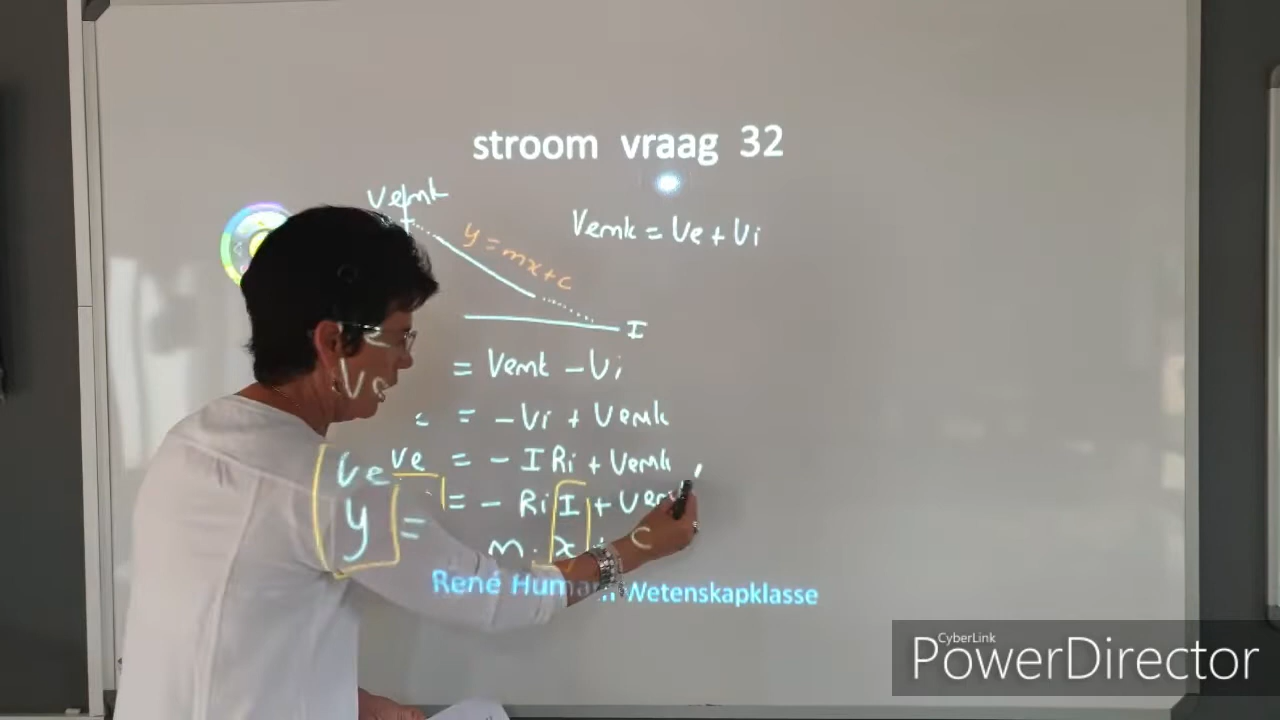 stroom vraag 32
Vemk
Vemk = Ve + Vi
y = mx + c
I
= Vemk - Vi
= - Vi + Vemk
Ve Ve = - I Ri + Vemk
= - Ri I + Vemk
y = m . x + c
René Human Wetenskapklasse
CyberLink
PowerDirector